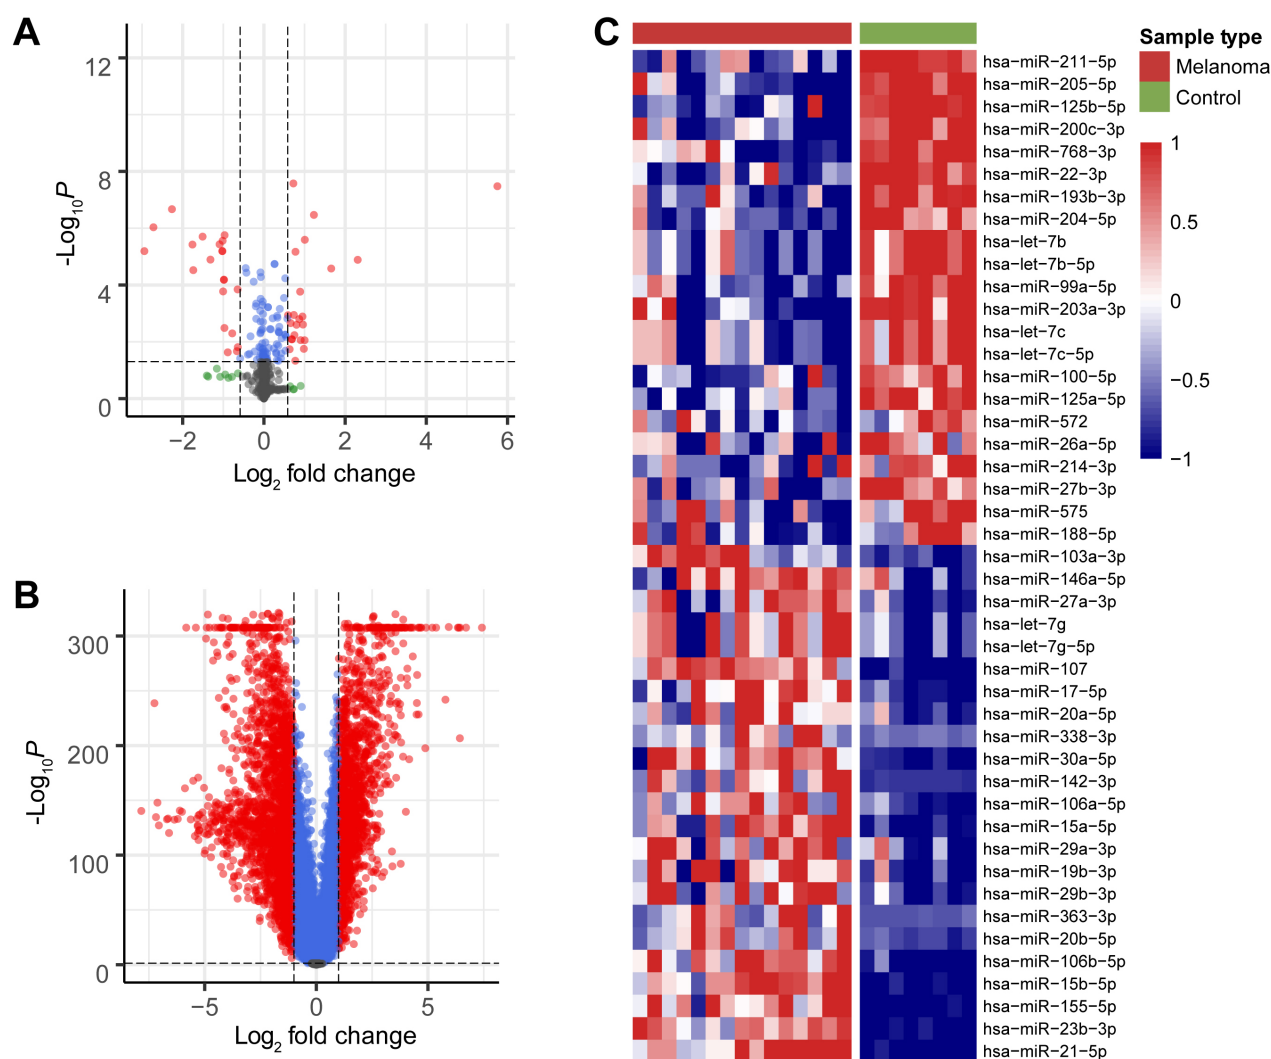 A
12
8
4
0
-Log10P
−2
0
2
4
6
Log2 fold change
B
300
200
100
0
-Log10P
−5
0
5
Log2 fold change
C
hsa−miR−211−5p
hsa−miR−205−5p
hsa−miR−125b−5p
hsa−miR−200c−3p
hsa−miR−768−3p
hsa−miR−22−3p
hsa−miR−193b−3p
hsa−miR−204−5p
hsa−let−7b
hsa−let−7b−5p
hsa−miR−99a−5p
hsa−miR−203a−3p
hsa−let−7c
hsa−let−7c−5p
hsa−miR−100−5p
hsa−miR−125a−5p
hsa−miR−572
hsa−miR−26a−5p
hsa−miR−214−3p
hsa−miR−27b−3p
hsa−miR−575
hsa−miR−188−5p
hsa−miR−103a−3p
hsa−miR−146a−5p
hsa−miR−27a−3p
hsa−let−7g
hsa−let−7g−5p
hsa−miR−107
hsa−miR−17−5p
hsa−miR−20a−5p
hsa−miR−338−3p
hsa−miR−30a−5p
hsa−miR−142−3p
hsa−miR−106a−5p
hsa−miR−15a−5p
hsa−miR−29a−3p
hsa−miR−19b−3p
hsa−miR−29b−3p
hsa−miR−363−3p
hsa−miR−20b−5p
hsa−miR−106b−5p
hsa−miR−15b−5p
hsa−miR−155−5p
hsa−miR−23b−3p
hsa−miR−21−5p
Sample type
Melanoma
Control
1
0.5
0
−0.5
−1